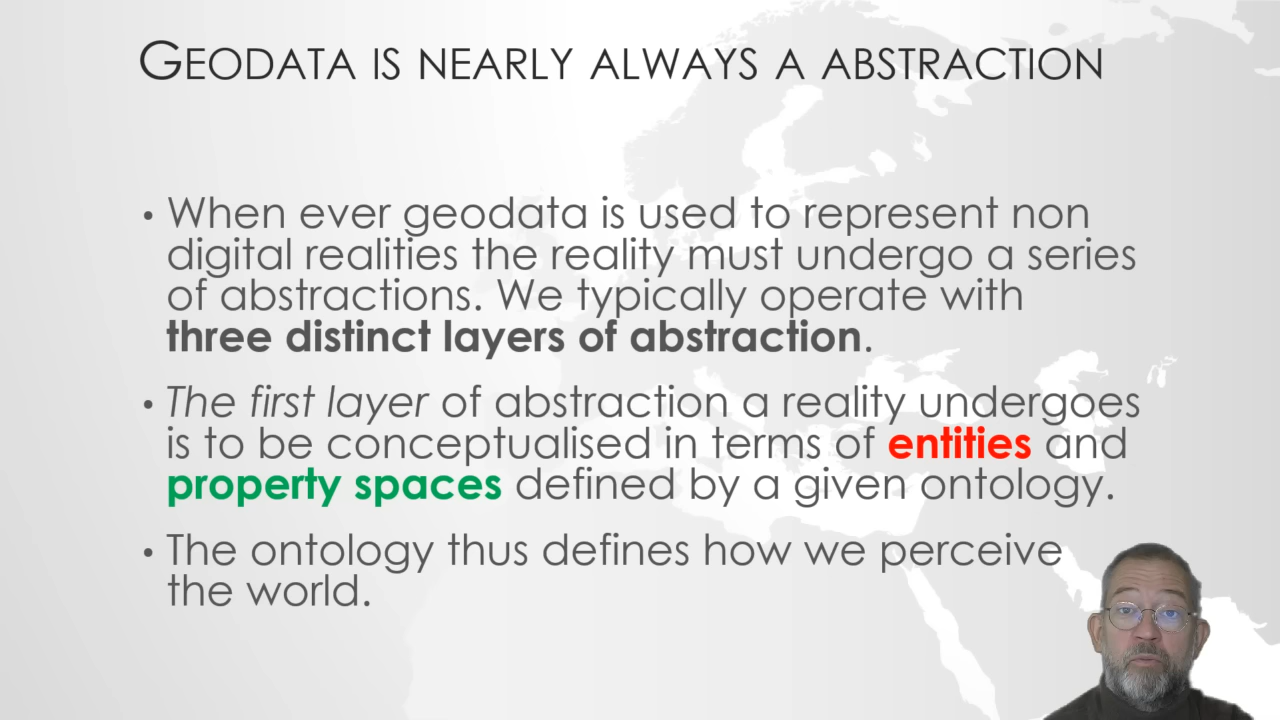 GEODATA IS NEARLY ALWAYS A ABSTRACTION
• When ever geodata is used to represent non
digital realities the reality must undergo a series
of abstractions. We typically operate with
three distinct layers of abstraction.
• The first layer of abstraction a reality undergoes
is to be conceptualised in terms of entities and
property spaces defined by a given ontology.
• The ontology thus defines how we perceive
the world.